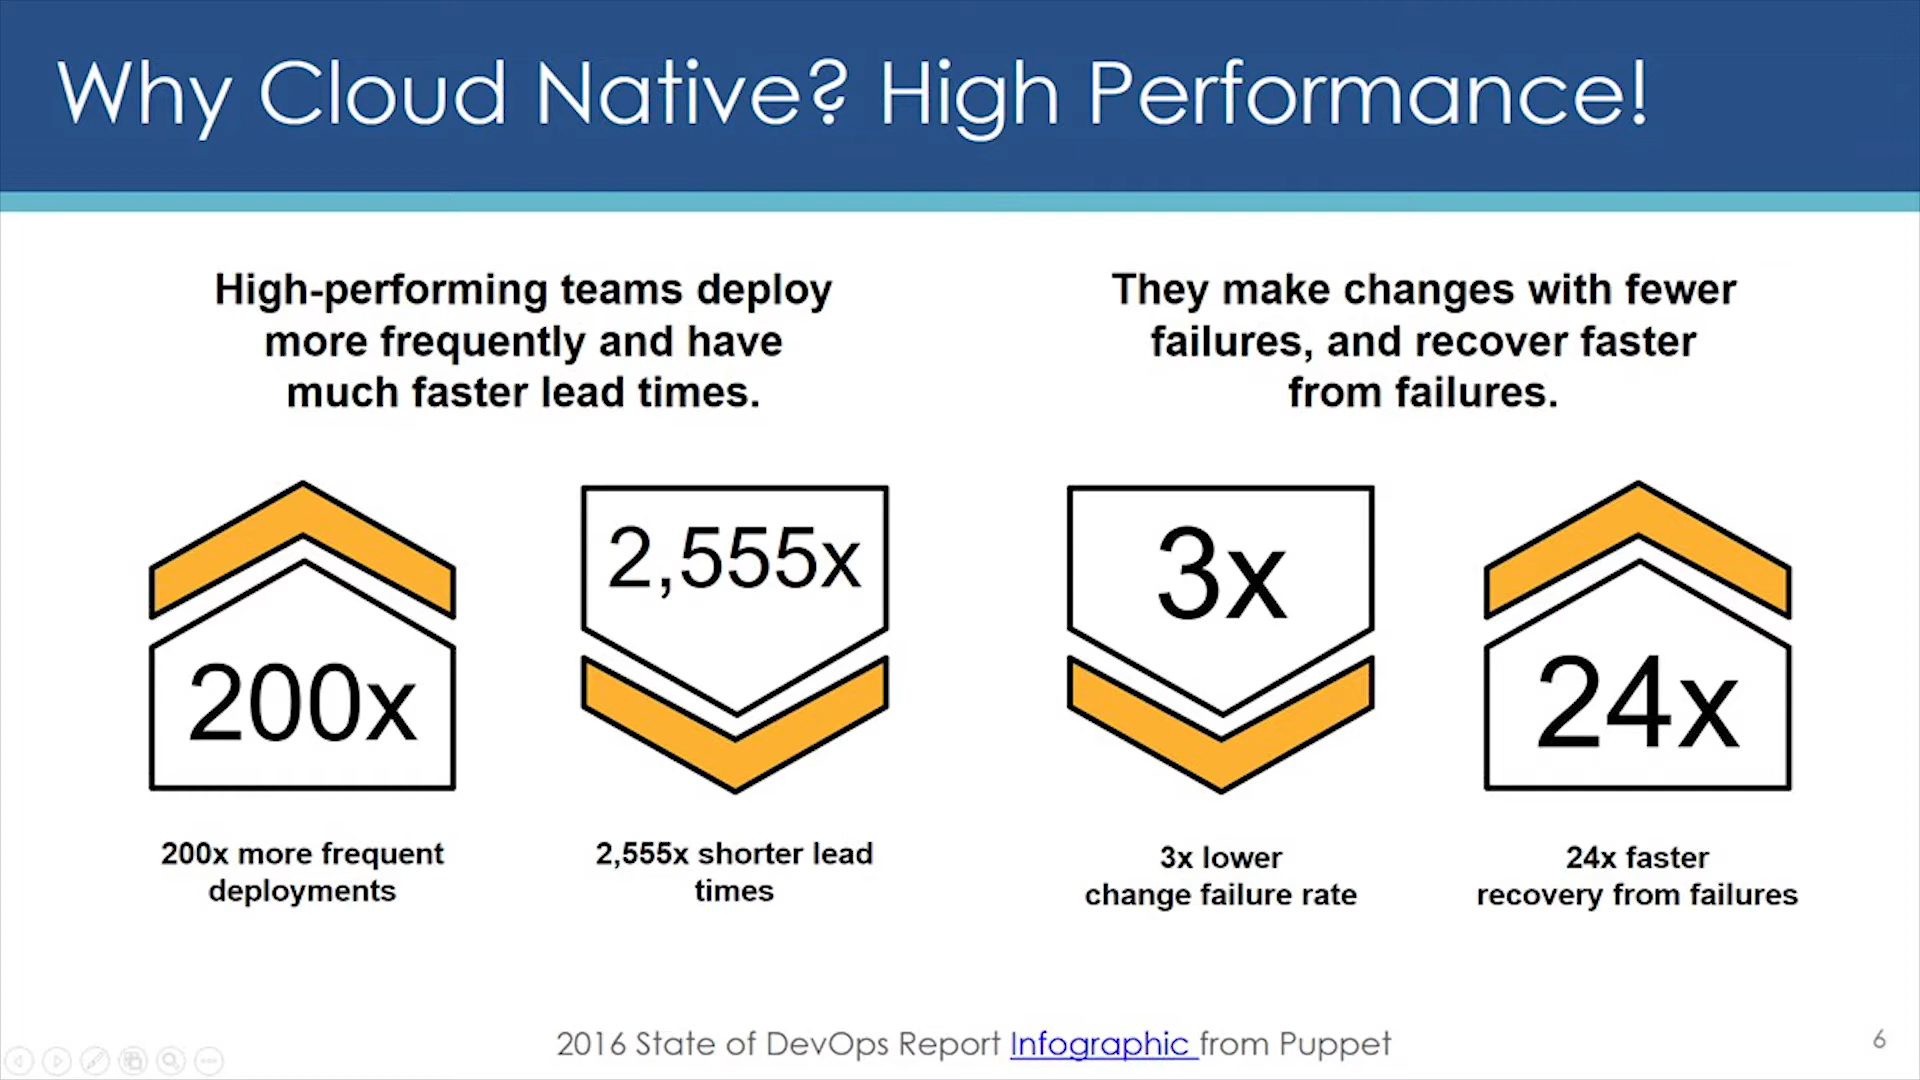 Why Cloud Native? High Performance!
High-performing teams deploy
more frequently and have
much faster lead times.
They make changes with fewer
failures, and recover faster
from failures.
200x
2,555x
3x
24x
200x more frequent
deployments
2,555x shorter lead
times
3x lower
change failure rate
24x faster
recovery from failures
2016 State of DevOps Report Infographic from Puppet
6